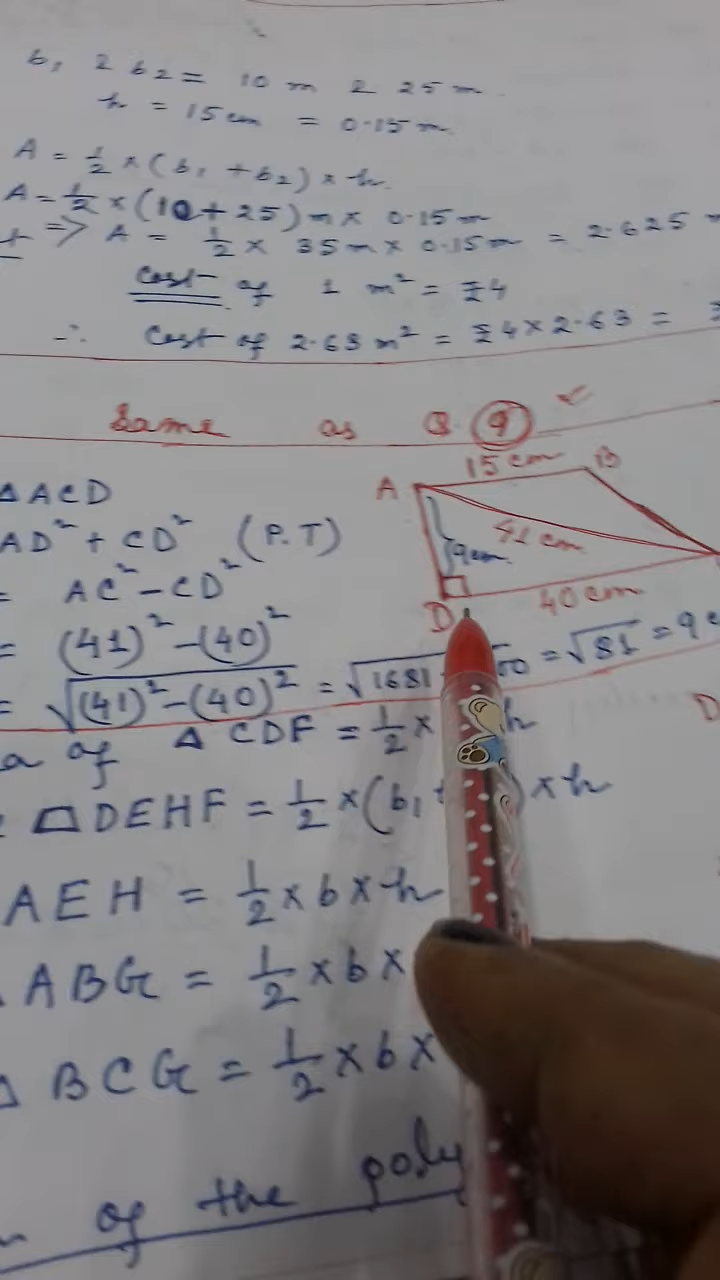 b1 2 b2 = 10 m 2 25 m
h = 15 cm = 0.15 m.
A = 1/2 × (b1 + b2) × h.
A = 1/2 × (10 + 25) m × 0.15 m
=> A = 1/2 × 35 m × 0.15 m = 2.625
Cost of 1 m² = ₹4
∴ Cost of 2.63 m² = ₹4 × 2.63 =
Same as Q. 9
15 cm B
△ ACD A
AD² + CD² (P.T)
41 cm
9 cm.
= AC² - CD²
40 cm
D
= (41)² - (40)²
= √(41)² - (40)² = √1681 = √81 = 9
D
of △ CDF = 1/2 × h
DEHF = 1/2 × (b1 ) × h
AEH = 1/2 × b × h
ABG = 1/2 × b ×
△ BCG = 1/2 × b ×
of the poly